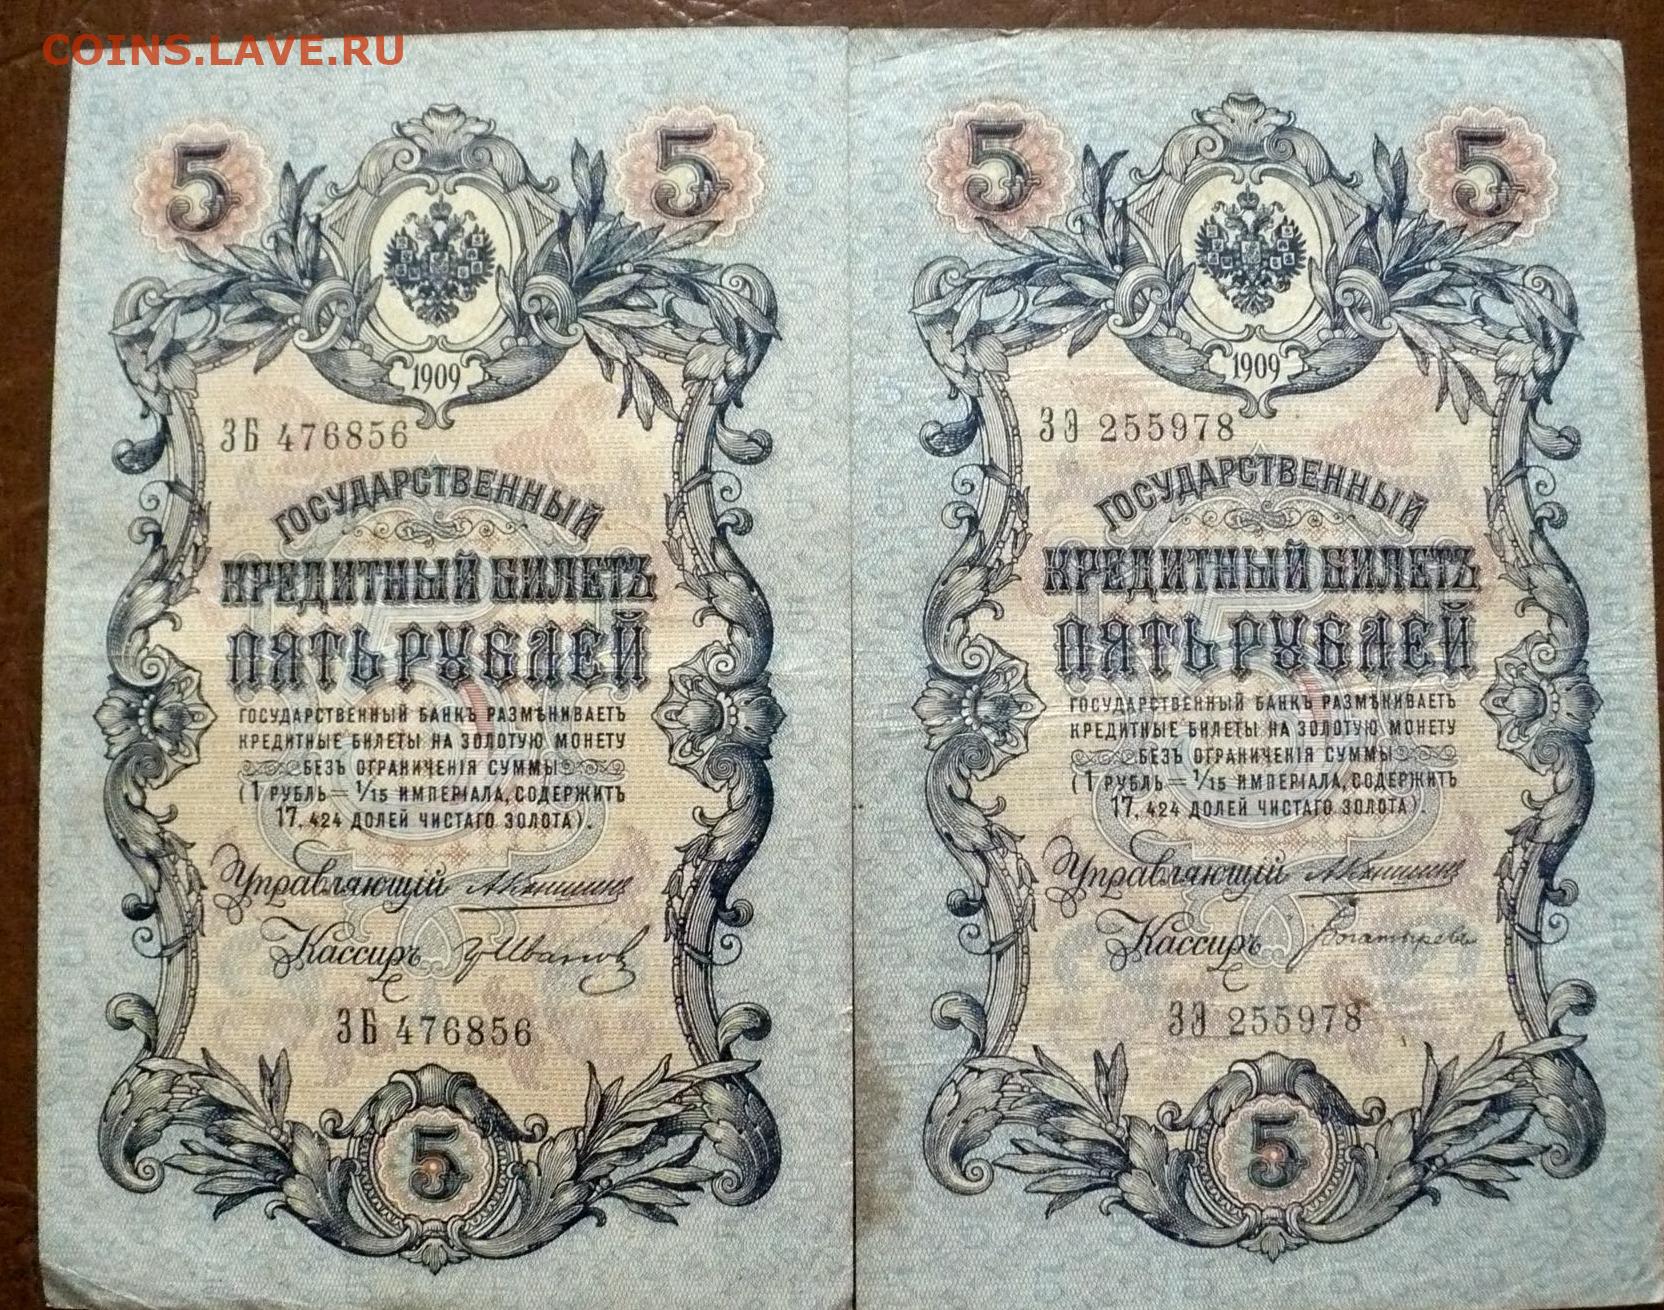 COINS.LAVE.RU
5
5
1909
ЗБ 476856
ГОСУДАРСТВЕННЫЙ
КРЕДИТНЫЙ БИЛЕТЪ
ПЯТЬ РУБЛЕЙ
ГОСУДАРСТВЕННЫЙ БАНКЪ РАЗМѢНИВАЕТЪ
КРЕДИТНЫЕ БИЛЕТЫ НА ЗОЛОТУЮ МОНЕТУ
БЕЗЪ ОГРАНИЧЕНІЯ СУММЫ
(1 РУБЛЬ = 1/15 ИМПЕРІАЛА, СОДЕРЖИТЪ
17,424 ДОЛЕЙ ЧИСТАГО ЗОЛОТА).
Управляющій АКоншинъ
Кассиръ ГрИвановъ
ЗБ 476856
5
5
5
1909
ЗЭ 255978
ГОСУДАРСТВЕННЫЙ
КРЕДИТНЫЙ БИЛЕТЪ
ПЯТЬ РУБЛЕЙ
ГОСУДАРСТВЕННЫЙ БАНКЪ РАЗМѢНИВАЕТЪ
КРЕДИТНЫЕ БИЛЕТЫ НА ЗОЛОТУЮ МОНЕТУ
БЕЗЪ ОГРАНИЧЕНІЯ СУММЫ
(1 РУБЛЬ = 1/15 ИМПЕРІАЛА, СОДЕРЖИТЪ
17,424 ДОЛЕЙ ЧИСТАГО ЗОЛОТА).
Управляющій АКоншинъ
Кассиръ Богатыревъ
ЗЭ 255978
5